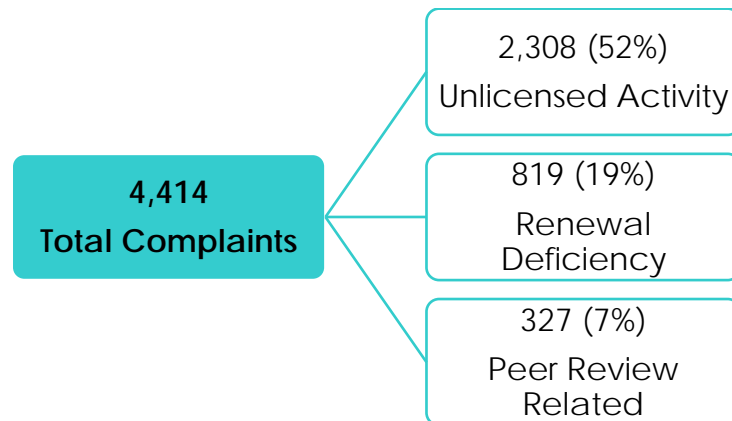 4,414
Total Complaints
2,308 (52%)
Unlicensed Activity
819 (19%)
Renewal
Deficiency
327 (7%)
Peer Review
Related